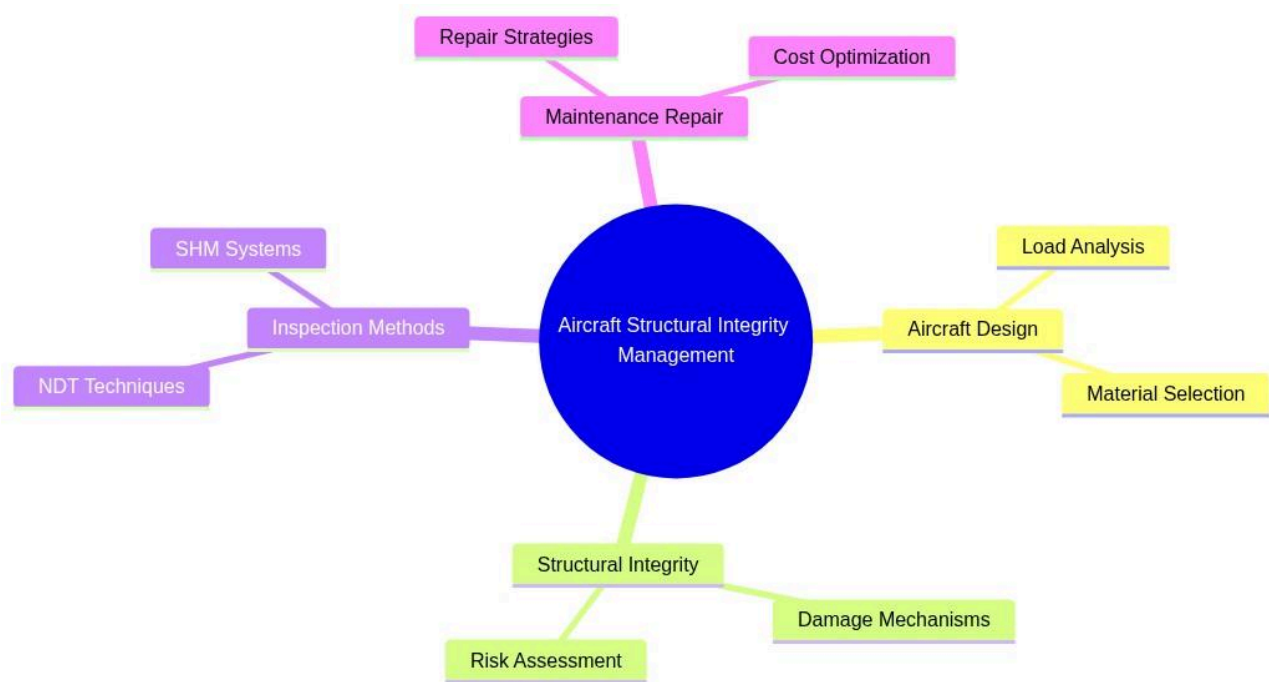 Repair Strategies
Cost Optimization
Maintenance Repair
SHM Systems
Load Analysis
Inspection Methods
Aircraft Structural Integrity
Management
Aircraft Design
NDT Techniques
Material Selection
Structural Integrity
Damage Mechanisms
Risk Assessment